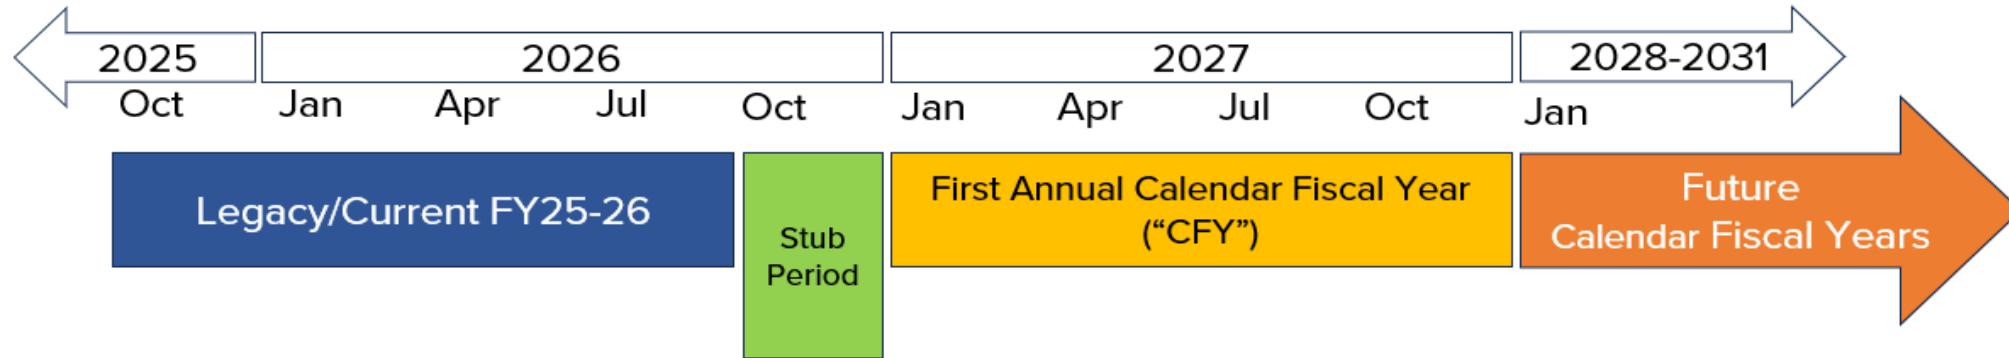 2025 2026 2027 2028-2031
Oct Jan Apr Jul Oct Jan Apr Jul Oct Jan
Legacy/Current FY25-26
Stub
Period
First Annual Calendar Fiscal Year
(“CFY”)
Future
Calendar Fiscal Years